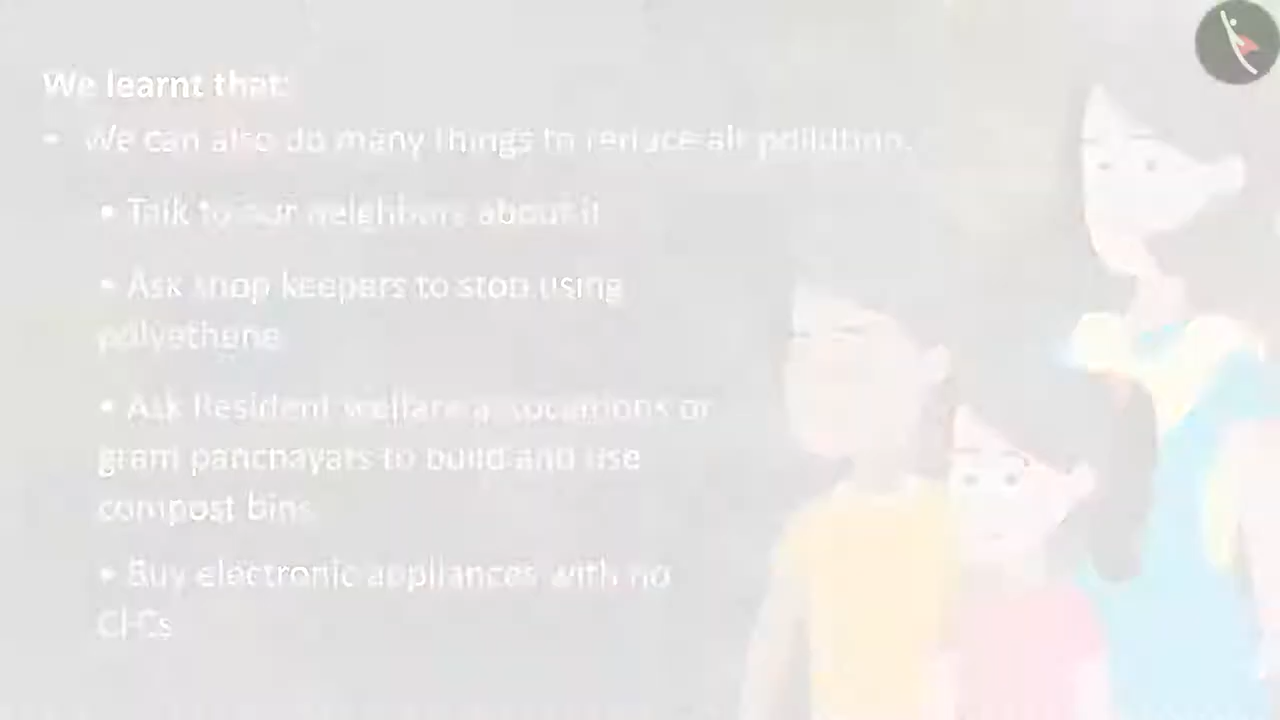 We learnt that:
• We can also do many things to reduce air pollution.
• Talk to our neighbors about it
• Ask shop keepers to stop using
polyethene
• Ask Resident welfare associations or
gram panchayats to build and use
compost bins
• Buy electronic appliances with no
CFCs